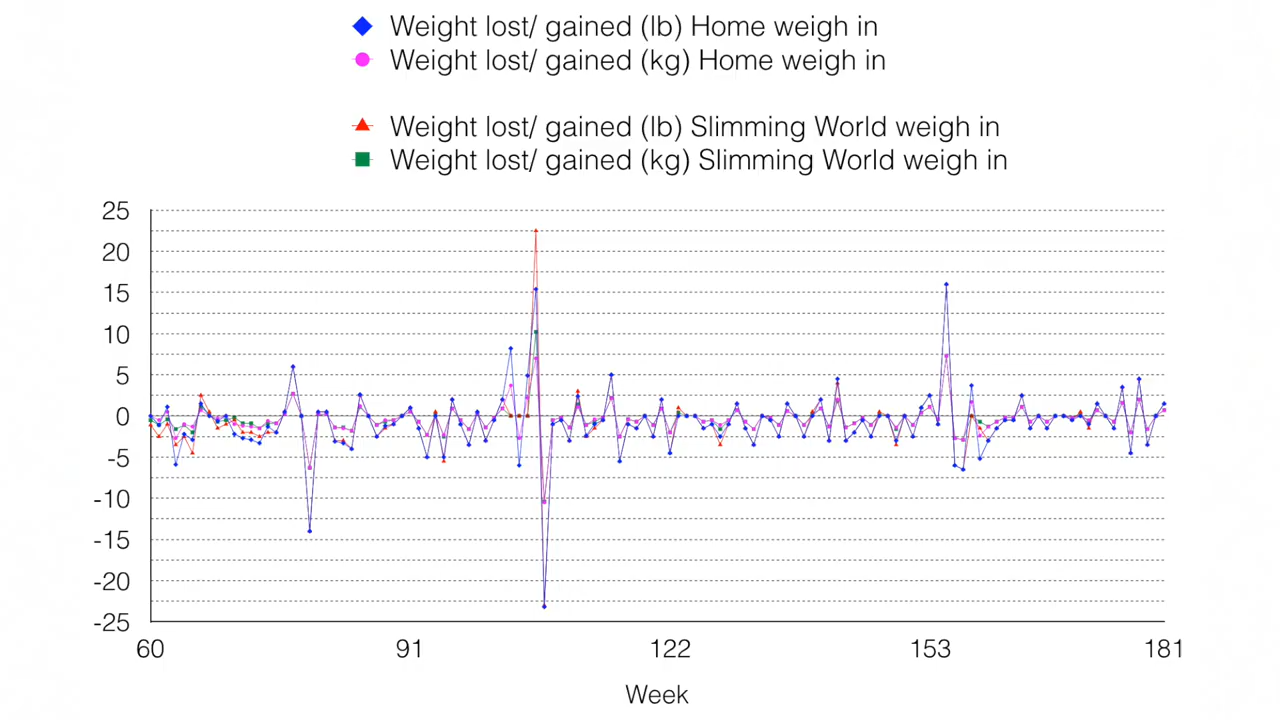 Weight lost/ gained (lb) Home weigh in
Weight lost/ gained (kg) Home weigh in
Weight lost/ gained (lb) Slimming World weigh in
Weight lost/ gained (kg) Slimming World weigh in
25
20
15
10
5
0
-5
-10
-15
-20
-25
60 91 122 153 181
Week